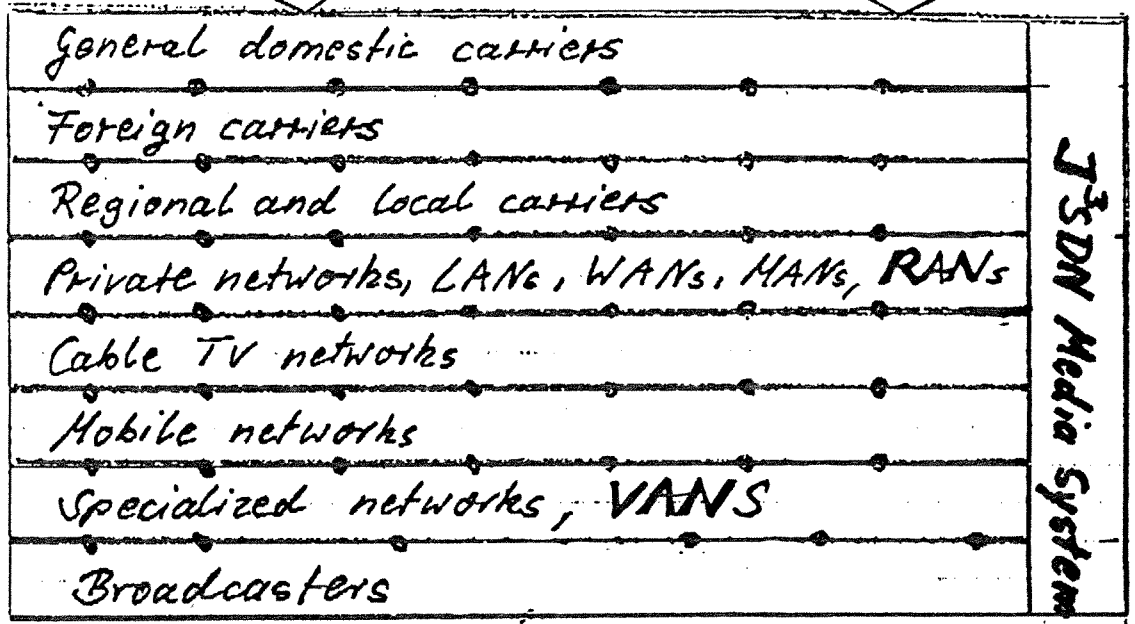 General domestic carriers
Foreign carriers
Regional and local carriers
Private networks, LANs, WANs, MANs, RANs
Cable TV networks
Mobile networks
Specialized networks, VANS
Broadcasters
I³SDN Media System